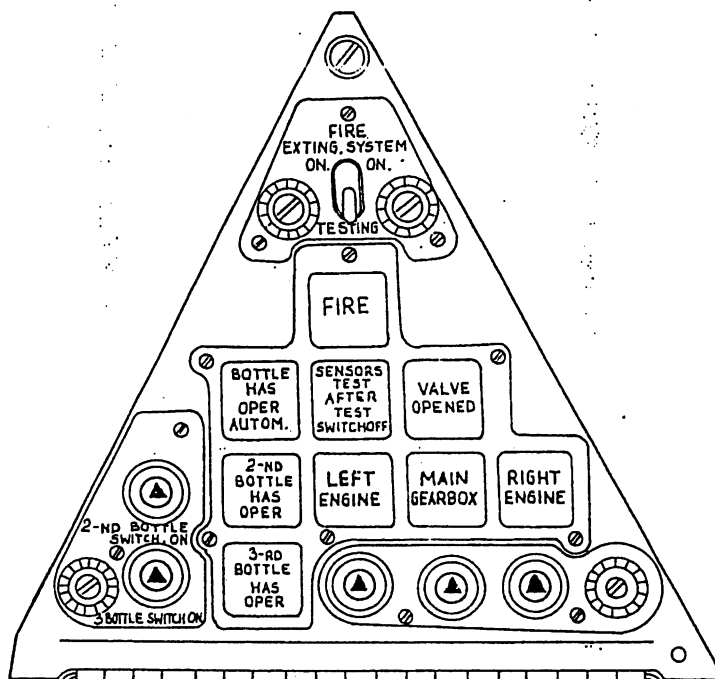 FIRE
EXTING. SYSTEM
ON. ON.
TESTING
FIRE
BOTTLE
HAS
OPER
AUTOM.
SENSORS
TEST
AFTER
TEST
SWITCHOFF
VALVE
OPENED
2-ND
BOTTLE
HAS
OPER
LEFT
ENGINE
MAIN
GEARBOX
RIGHT
ENGINE
2-ND BOTTLE
SWITCH. ON
3-RD
BOTTLE
HAS
OPER
3 BOTTLE SWITCH ON